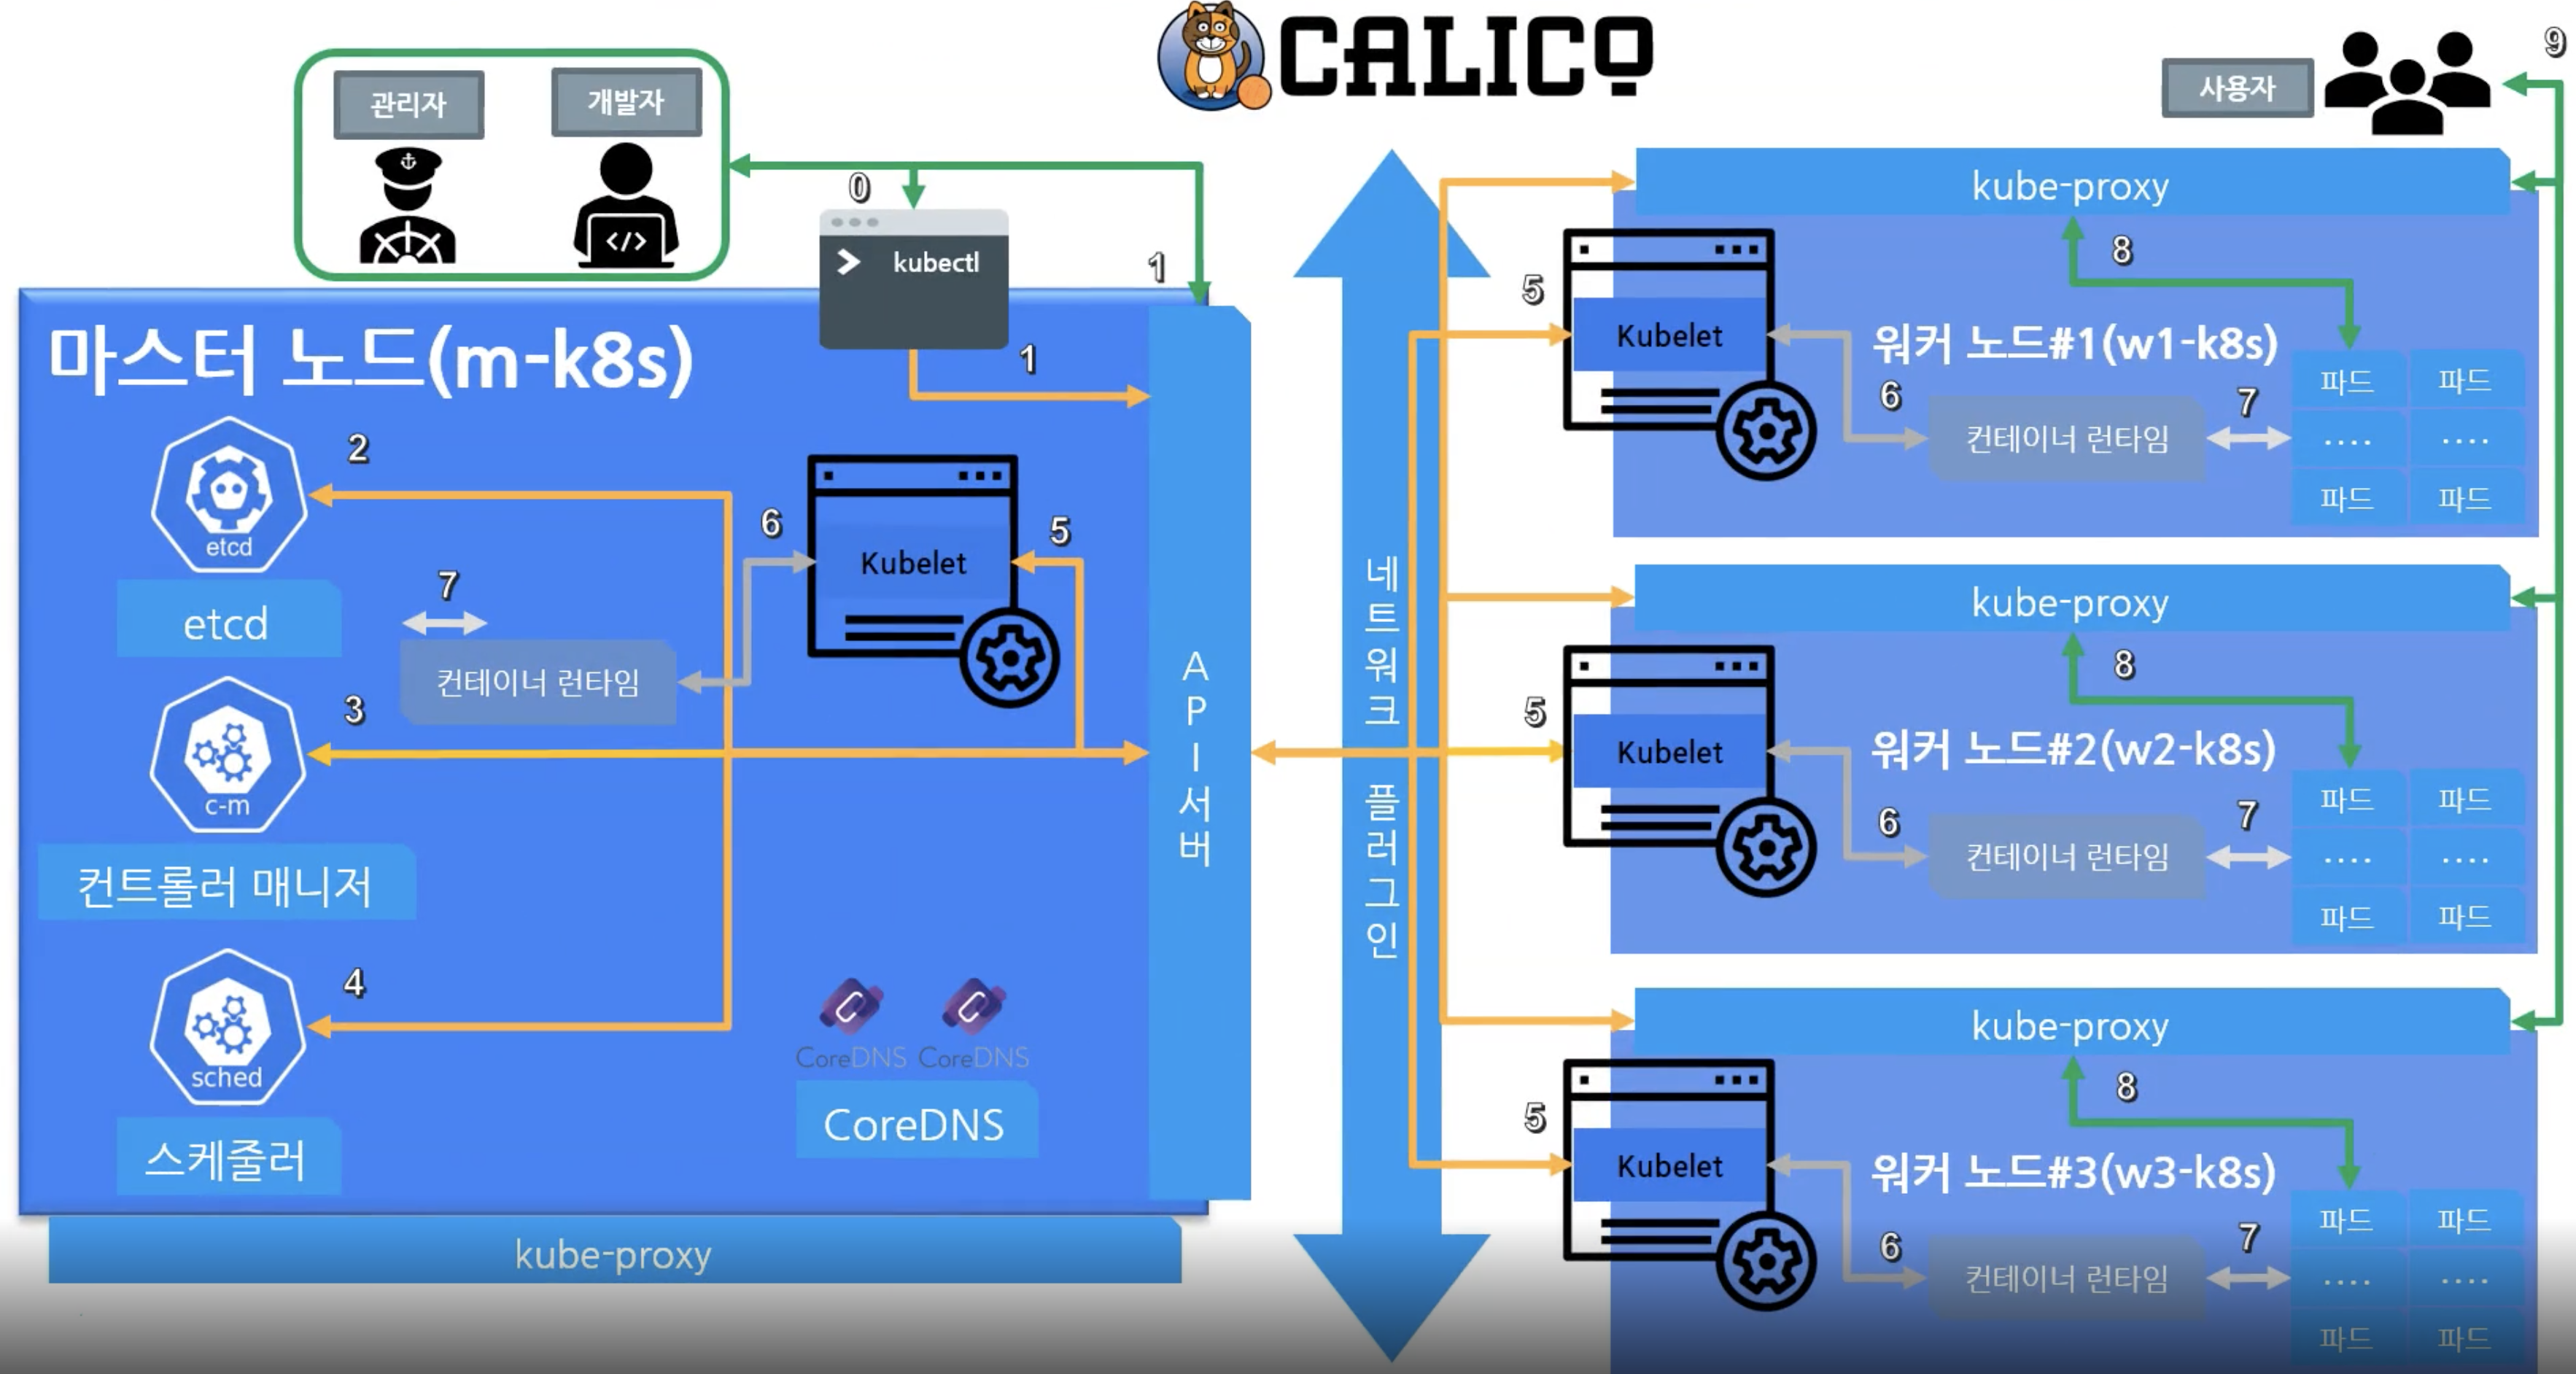 CALICO
관리자
개발자
사용자
9
0
1
kubectl
1
마스터 노드(m-k8s)
2
etcd
etcd
7
컨테이너 런타임
6
5
Kubelet
3
c-m
컨트롤러 매니저
4
sched
스케줄러
CoreDNS CoreDNS
CoreDNS
API서버
kube-proxy
네트워크 플러그인
kube-proxy
8
5
Kubelet
워커 노드#1(w1-k8s)
6
컨테이너 런타임
7
파드 파드
.... ....
파드 파드
kube-proxy
8
5
Kubelet
워커 노드#2(w2-k8s)
6
컨테이너 런타임
7
파드 파드
.... ....
파드 파드
kube-proxy
8
5
Kubelet
워커 노드#3(w3-k8s)
6
컨테이너 런타임
7
파드 파드
.... ....
파드 파드